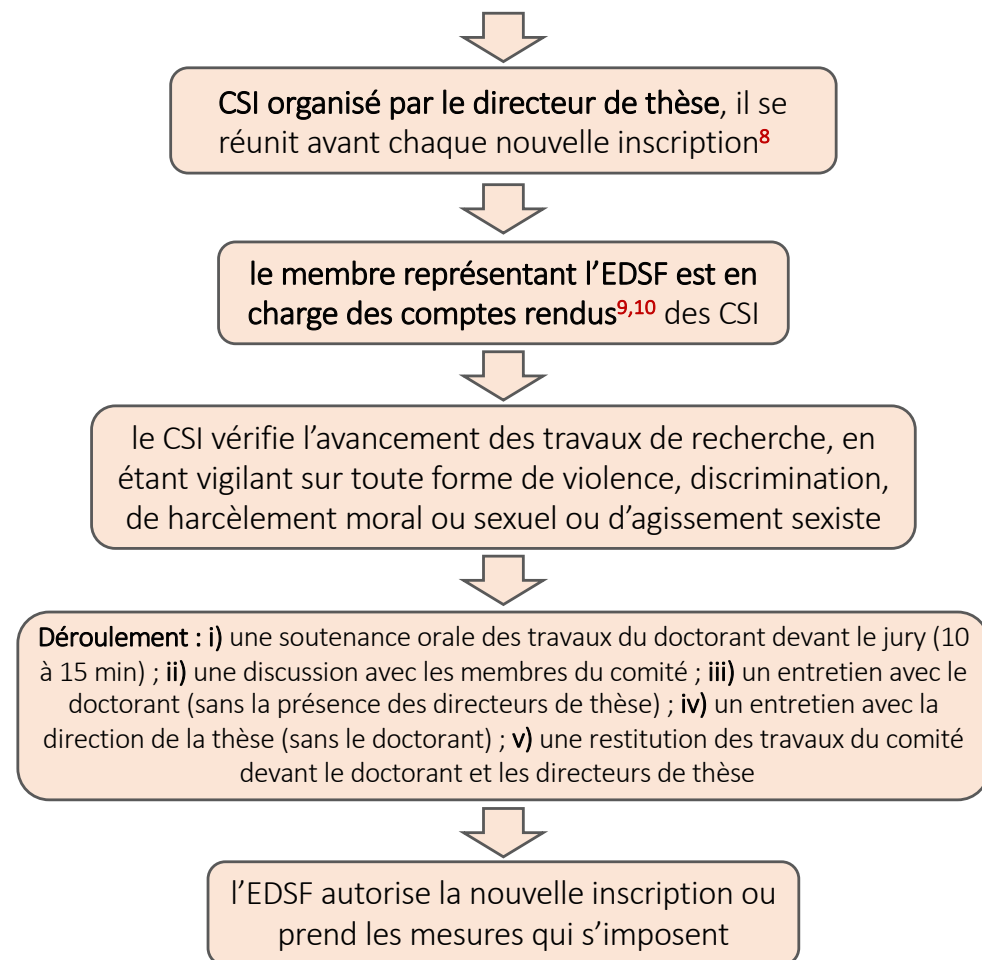 CSI organisé par le directeur de thèse, il se
réunit avant chaque nouvelle inscription8
le membre représentant l'EDSF est en
charge des comptes rendus9,10 des CSI
le CSI vérifie l'avancement des travaux de recherche, en
étant vigilant sur toute forme de violence, discrimination,
de harcèlement moral ou sexuel ou d'agissement sexiste
Déroulement : i) une soutenance orale des travaux du doctorant devant le jury (10
à 15 min) ; ii) une discussion avec les membres du comité ; iii) un entretien avec le
doctorant (sans la présence des directeurs de thèse) ; iv) un entretien avec la
direction de la thèse (sans le doctorant) ; v) une restitution des travaux du comité
devant le doctorant et les directeurs de thèse
l'EDSF autorise la nouvelle inscription ou
prend les mesures qui s'imposent